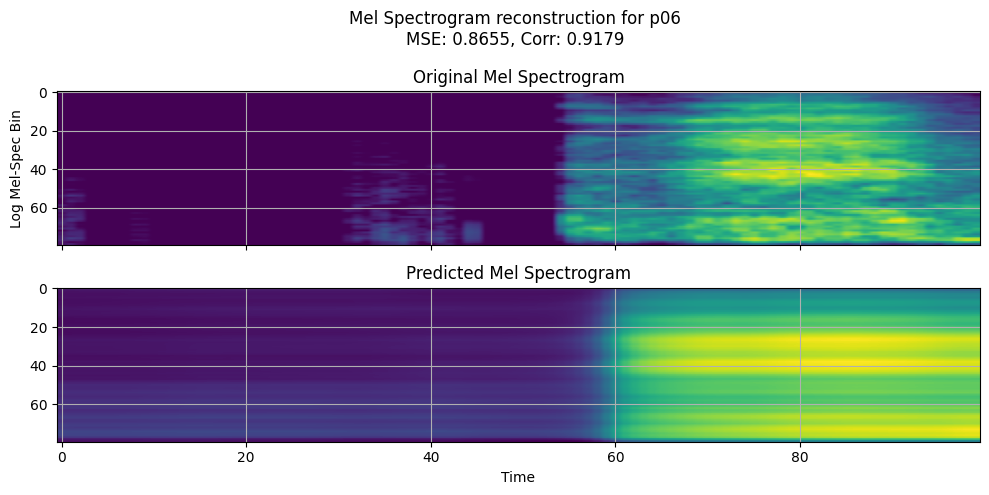 Mel Spectrogram reconstruction for p06
MSE: 0.8655, Corr: 0.9179
Original Mel Spectrogram
Log Mel-Spec Bin
0
20
40
60
Predicted Mel Spectrogram
0
20
40
60
0 20 40 60 80
Time